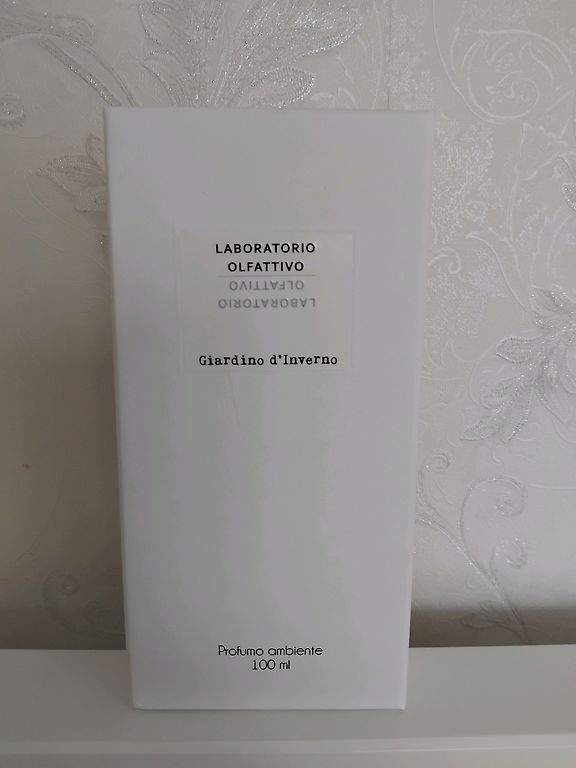 LABORATORIO
OLFATTIVO
OLFATTIVO
LABORATORIO
Giardino d'Inverno
Profumo ambiente
100 ml